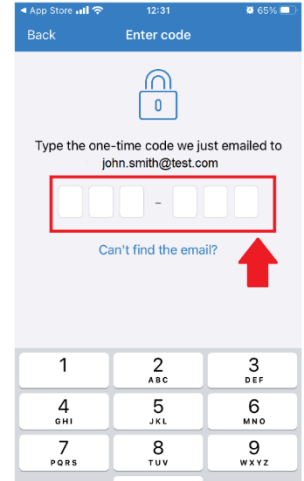 App Store 12:31 65%
Back Enter code
0
Type the one-time code we just emailed to
john.smith@test.com
-
Can't find the email?
1 2 3
ABC DEF
4 5 6
GHI JKL MNO
7 8 9
PQRS TUV WXYZ